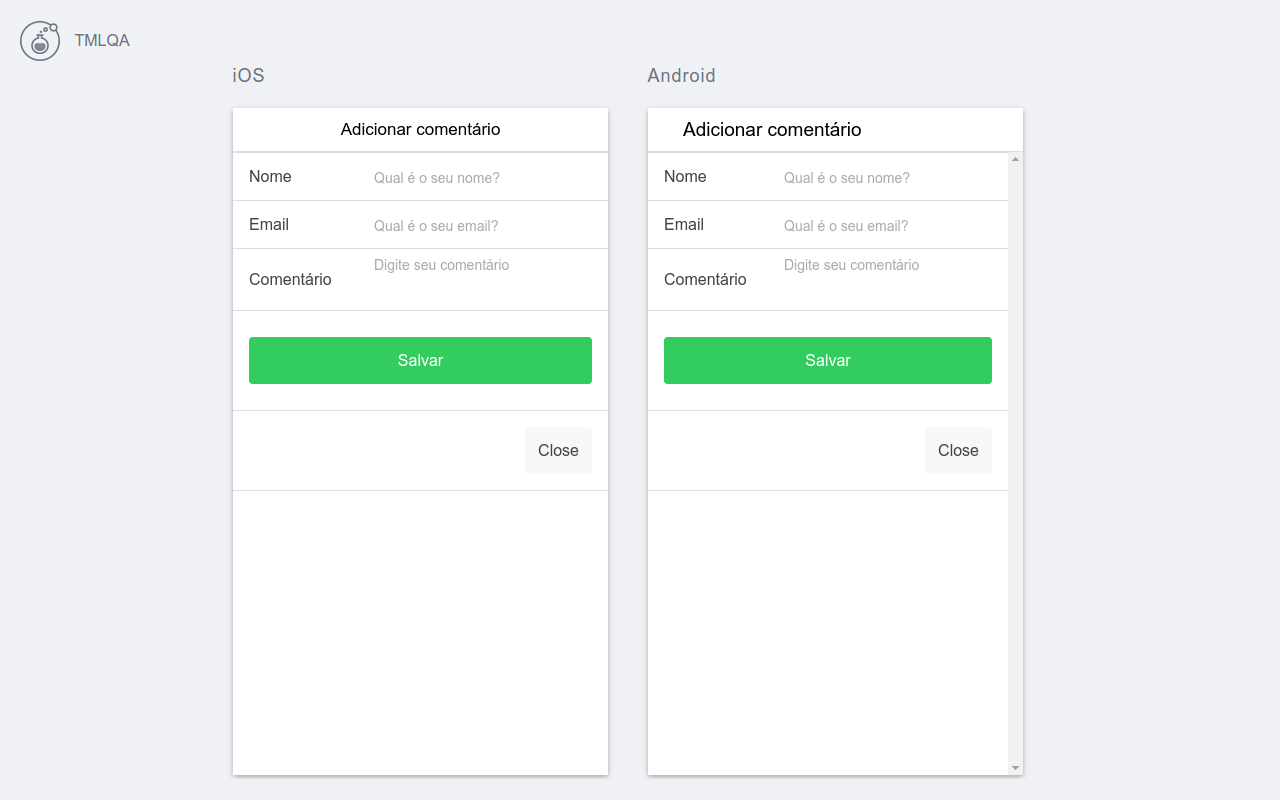 TMLQA
iOS
Adicionar comentário
Nome
Qual é o seu nome?
Email
Qual é o seu email?
Comentário
Digite seu comentário
Salvar
Close
Android
Adicionar comentário
Nome
Qual é o seu nome?
Email
Qual é o seu email?
Comentário
Digite seu comentário
Salvar
Close